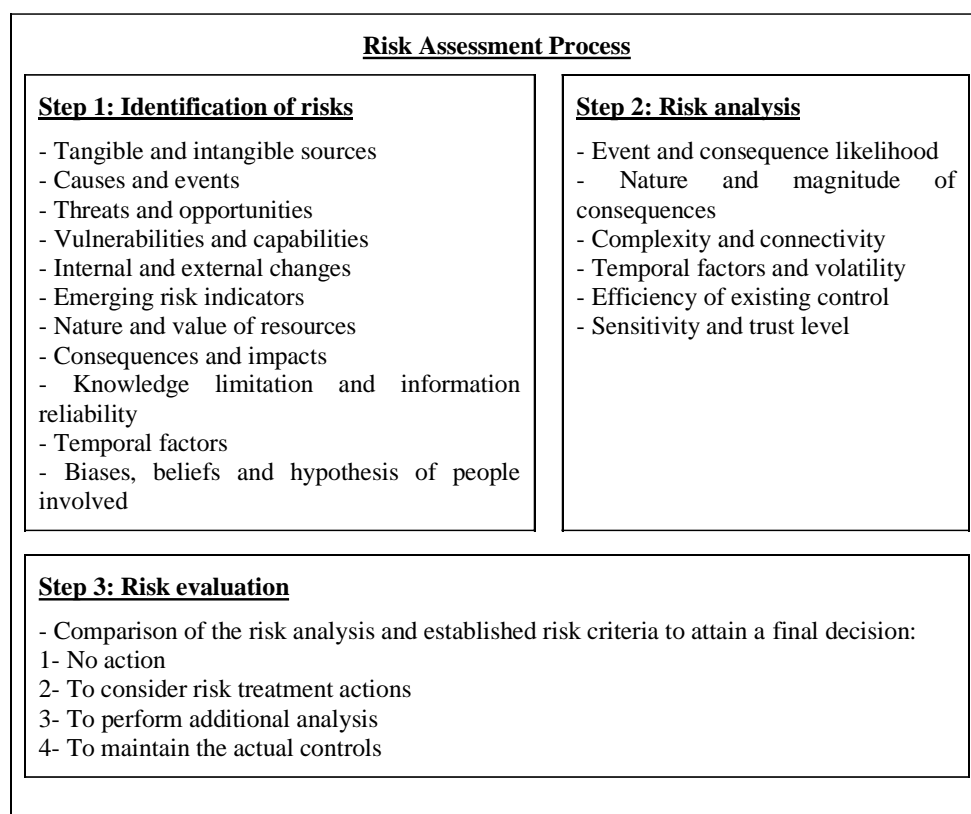 Risk Assessment Process
Step 1: Identification of risks
- Tangible and intangible sources
- Causes and events
- Threats and opportunities
- Vulnerabilities and capabilities
- Internal and external changes
- Emerging risk indicators
- Nature and value of resources
- Consequences and impacts
- Knowledge limitation and information
reliability
- Temporal factors
- Biases, beliefs and hypothesis of people
involved
Step 2: Risk analysis
- Event and consequence likelihood
- Nature and magnitude of
consequences
- Complexity and connectivity
- Temporal factors and volatility
- Efficiency of existing control
- Sensitivity and trust level
Step 3: Risk evaluation
- Comparison of the risk analysis and established risk criteria to attain a final decision:
1- No action
2- To consider risk treatment actions
3- To perform additional analysis
4- To maintain the actual controls